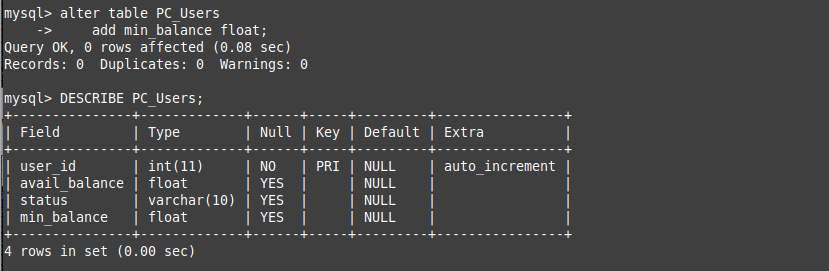 mysql> alter table PC_Users
    ->     add min_balance float;
Query OK, 0 rows affected (0.08 sec)
Records: 0  Duplicates: 0  Warnings: 0

mysql> DESCRIBE PC_Users;
+---------------+-------------+------+-----+---------+----------------+
| Field         | Type        | Null | Key | Default | Extra          |
+---------------+-------------+------+-----+---------+----------------+
| user_id       | int(11)     | NO   | PRI | NULL    | auto_increment |
| avail_balance | float       | YES  |     | NULL    |                |
| status        | varchar(10) | YES  |     | NULL    |                |
| min_balance   | float       | YES  |     | NULL    |                |
+---------------+-------------+------+-----+---------+----------------+
4 rows in set (0.00 sec)